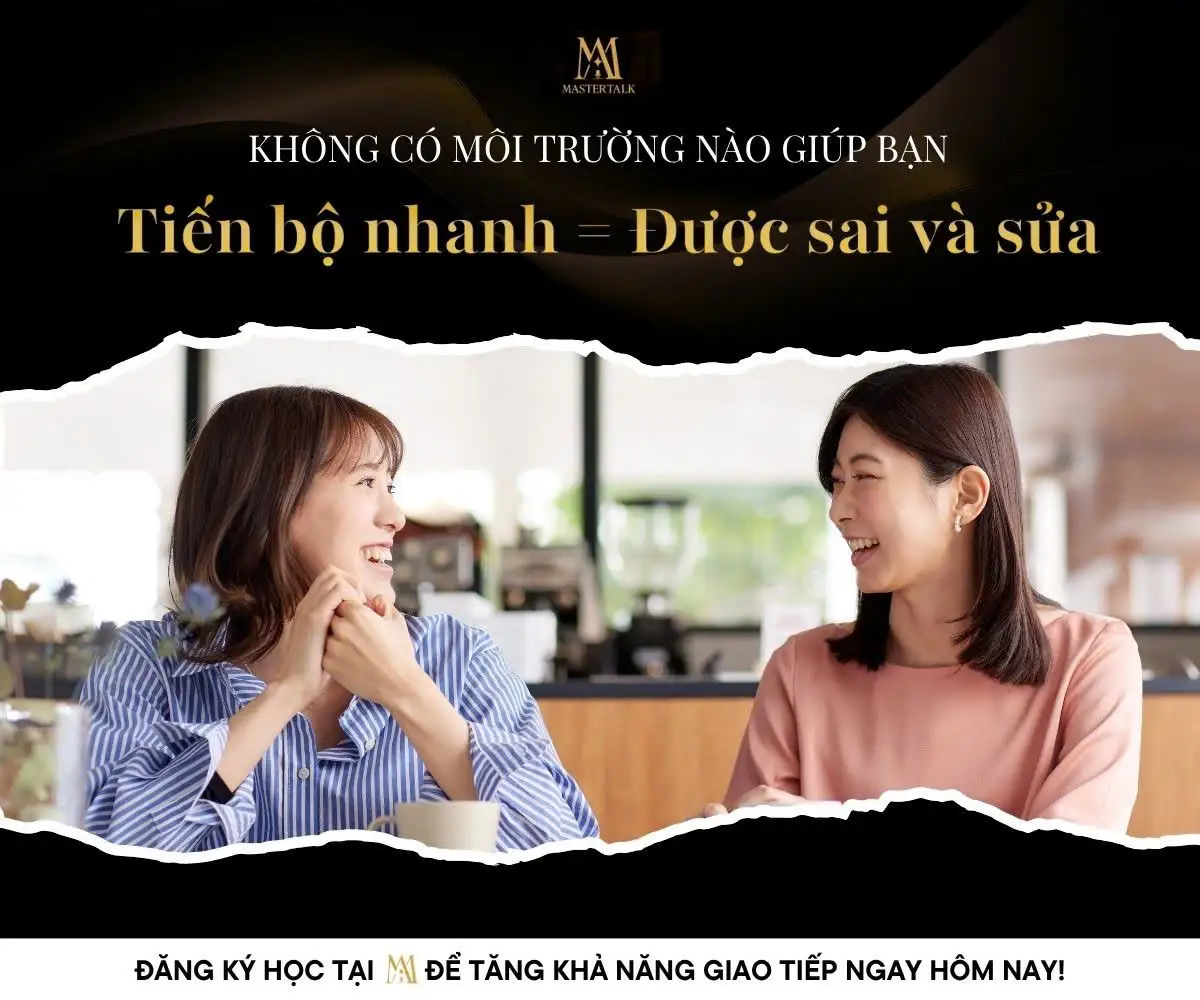 MASTERTALK
KHÔNG CÓ MÔI TRƯỜNG NÀO GIÚP BẠN
Tiến bộ nhanh = Được sai và sửa
ĐĂNG KÝ HỌC TẠI MA ĐỂ TĂNG KHẢ NĂNG GIAO TIẾP NGAY HÔM NAY!